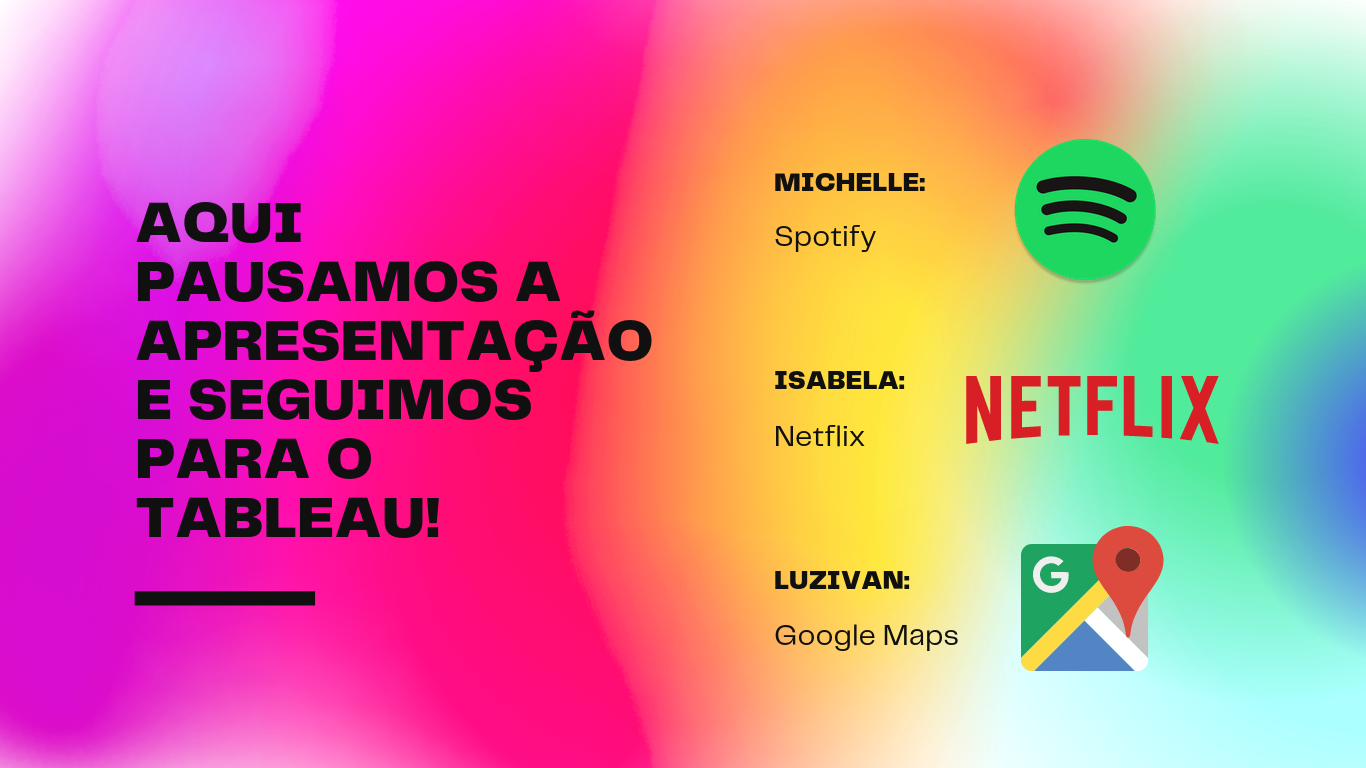 AQUI
PAUSAMOS A
APRESENTAÇÃO
E SEGUIMOS
PARA O
TABLEAU!
MICHELLE:
Spotify
ISABELA:
Netflix
NETFLIX
LUZIVAN:
Google Maps
G